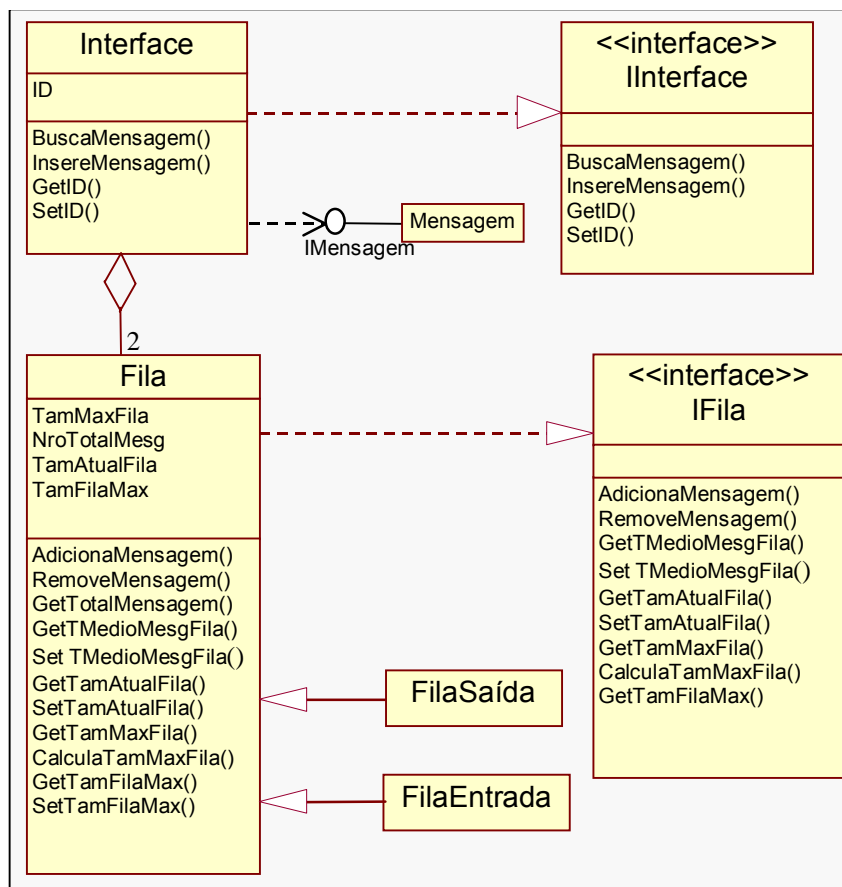 Interface
ID
BuscaMensagem()
InsereMensagem()
GetID()
SetID()
<<interface>>
IInterface
BuscaMensagem()
InsereMensagem()
GetID()
SetID()
Mensagem
IMensagem
2
Fila
TamMaxFila
NroTotalMesg
TamAtualFila
TamFilaMax
AdicionaMensagem()
RemoveMensagem()
GetTotalMensagem()
GetTMedioMesgFila()
Set TMedioMesgFila()
GetTamAtualFila()
SetTamAtualFila()
GetTamMaxFila()
CalculaTamMaxFila()
GetTamFilaMax()
SetTamFilaMax()
<<interface>>
IFila
AdicionaMensagem()
RemoveMensagem()
GetTMedioMesgFila()
Set TMedioMesgFila()
GetTamAtualFila()
SetTamAtualFila()
GetTamMaxFila()
CalculaTamMaxFila()
GetTamFilaMax()
FilaSaída
FilaEntrada